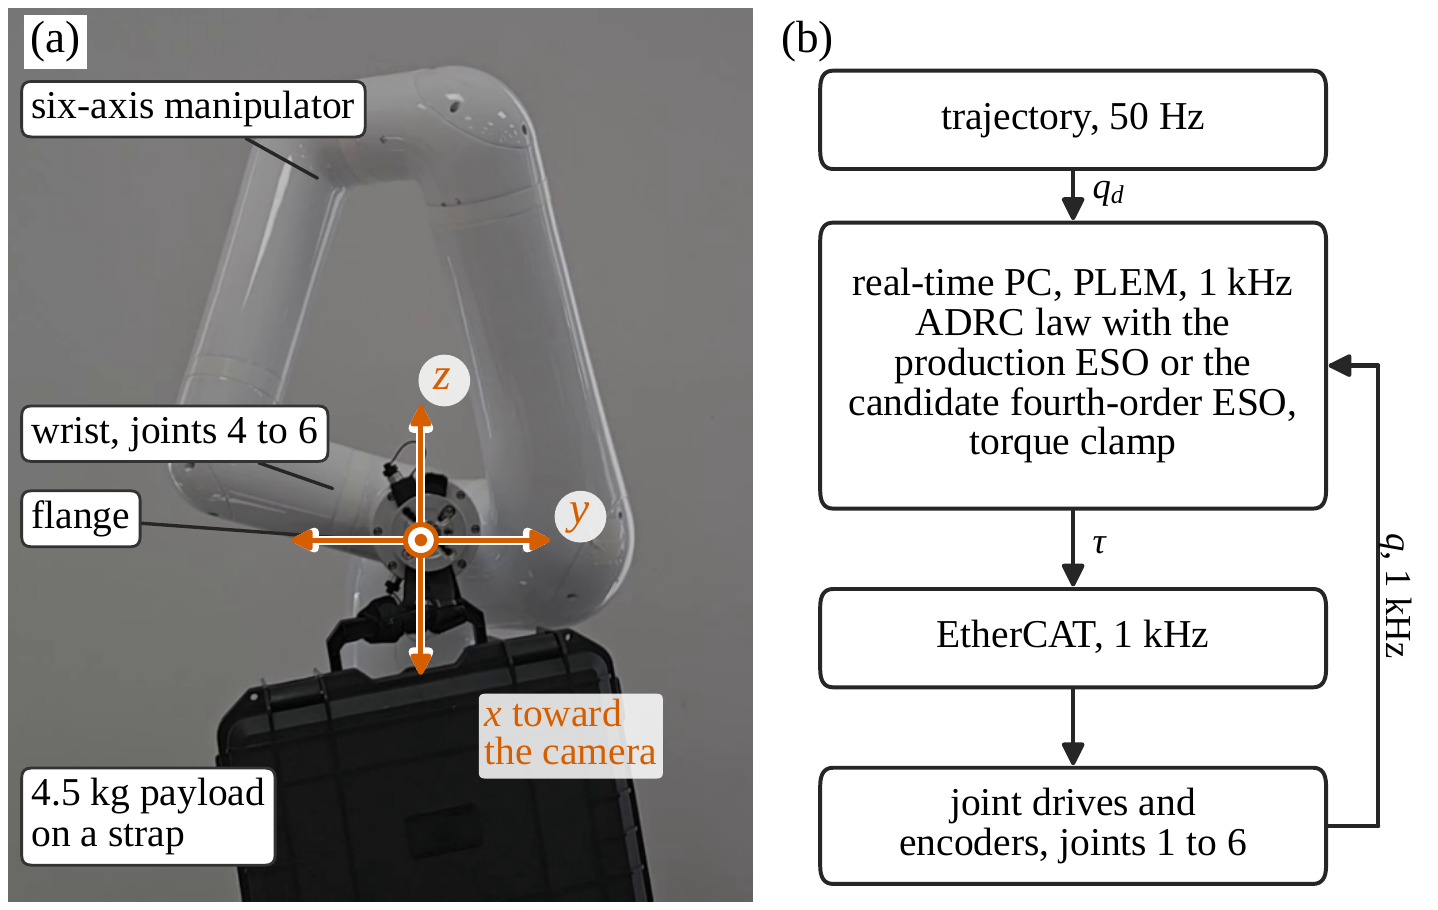 (a)
six-axis manipulator
z
wrist, joints 4 to 6
flange
y
x toward
the camera
4.5 kg payload
on a strap
(b)
trajectory, 50 Hz
q_d
real-time PC, PLEM, 1 kHz
ADRC law with the
production ESO or the
candidate fourth-order ESO,
torque clamp
τ
q, 1 kHz
EtherCAT, 1 kHz
joint drives and
encoders, joints 1 to 6